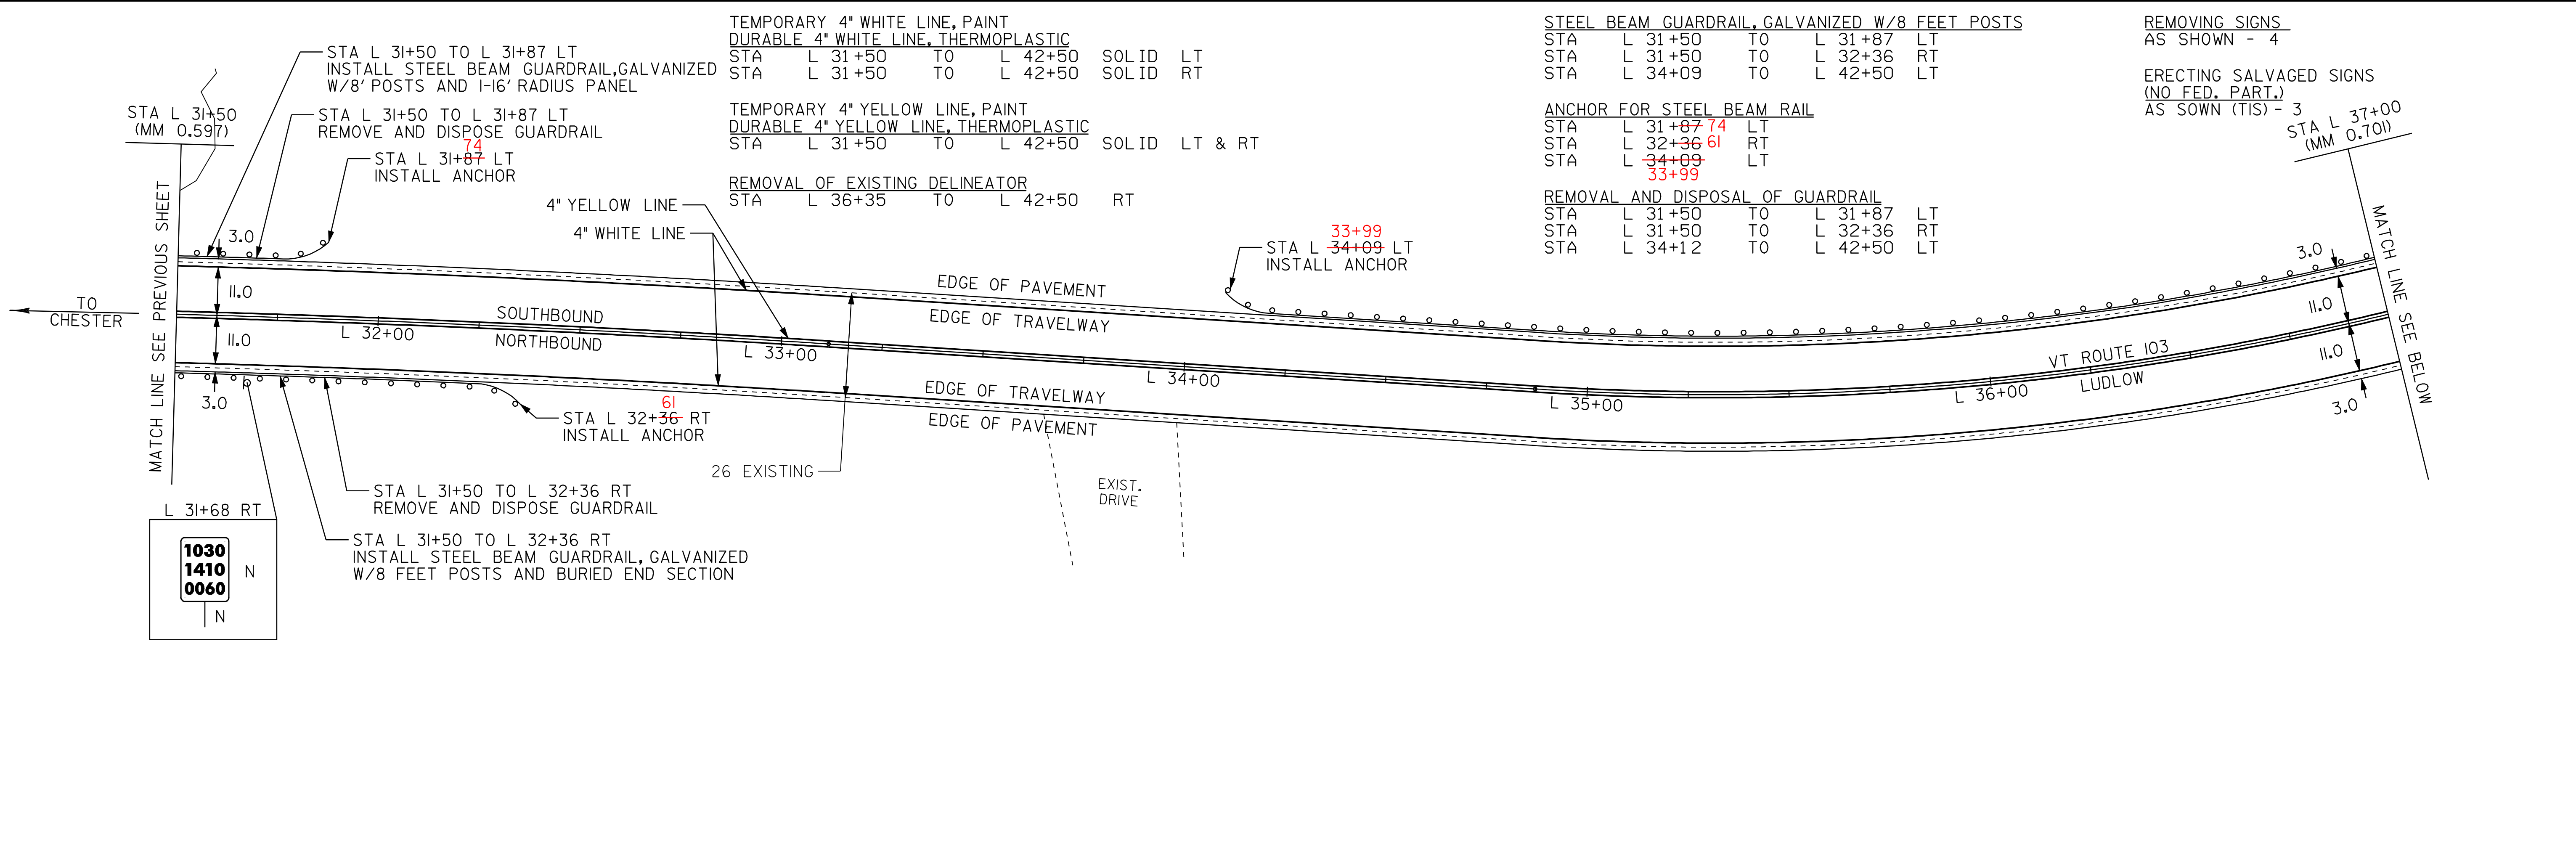 TEMPORARY 4" WHITE LINE, PAINT
DURABLE 4" WHITE LINE, THERMOPLASTIC
STA L 31+50 TO L 42+50 SOLID LT
STA L 31+50 TO L 42+50 SOLID RT
TEMPORARY 4" YELLOW LINE, PAINT
DURABLE 4" YELLOW LINE, THERMOPLASTIC
STA L 31+50 TO L 42+50 SOLID LT & RT
REMOVAL OF EXISTING DELINEATOR
STA L 36+35 TO L 42+50 RT
STEEL BEAM GUARDRAIL, GALVANIZED W/8 FEET POSTS
STA L 31+50 TO L 31+87 LT
STA L 31+50 TO L 32+36 RT
STA L 34+09 TO L 42+50 LT
ANCHOR FOR STEEL BEAM RAIL
STA L 31+87 74 LT
STA L 32+36 61 RT
STA L 34+09 LT
33+99
REMOVAL AND DISPOSAL OF GUARDRAIL
STA L 31+50 TO L 31+87 LT
STA L 31+50 TO L 32+36 RT
STA L 34+12 TO L 42+50 LT
REMOVING SIGNS
AS SHOWN - 4
ERECTING SALVAGED SIGNS
(NO FED. PART.)
AS SOWN (TIS) - 3
STA L 37+00
(MM 0.701)
STA L 31+50 TO L 31+87 LT
INSTALL STEEL BEAM GUARDRAIL, GALVANIZED
W/8' POSTS AND 1-16' RADIUS PANEL
STA L 31+50
(MM 0.597)
STA L 31+50 TO L 31+87 LT
REMOVE AND DISPOSE GUARDRAIL
74
STA L 31+87 LT
INSTALL ANCHOR
4" YELLOW LINE
4" WHITE LINE
33+99
STA L 34+09 LT
INSTALL ANCHOR
MATCH LINE SEE PREVIOUS SHEET
MATCH LINE SEE BELOW
TO
CHESTER
3.0
11.0
11.0
3.0
SOUTHBOUND
NORTHBOUND
EDGE OF PAVEMENT
EDGE OF TRAVELWAY
EDGE OF TRAVELWAY
EDGE OF PAVEMENT
L 32+00
L 33+00
L 34+00
L 35+00
L 36+00
VT ROUTE 103
LUDLOW
3.0
11.0
11.0
3.0
61
STA L 32+36 RT
INSTALL ANCHOR
26 EXISTING
EXIST.
DRIVE
STA L 31+50 TO L 32+36 RT
REMOVE AND DISPOSE GUARDRAIL
STA L 31+50 TO L 32+36 RT
INSTALL STEEL BEAM GUARDRAIL, GALVANIZED
W/8 FEET POSTS AND BURIED END SECTION
L 31+68 RT
1030
1410
0060
N
N